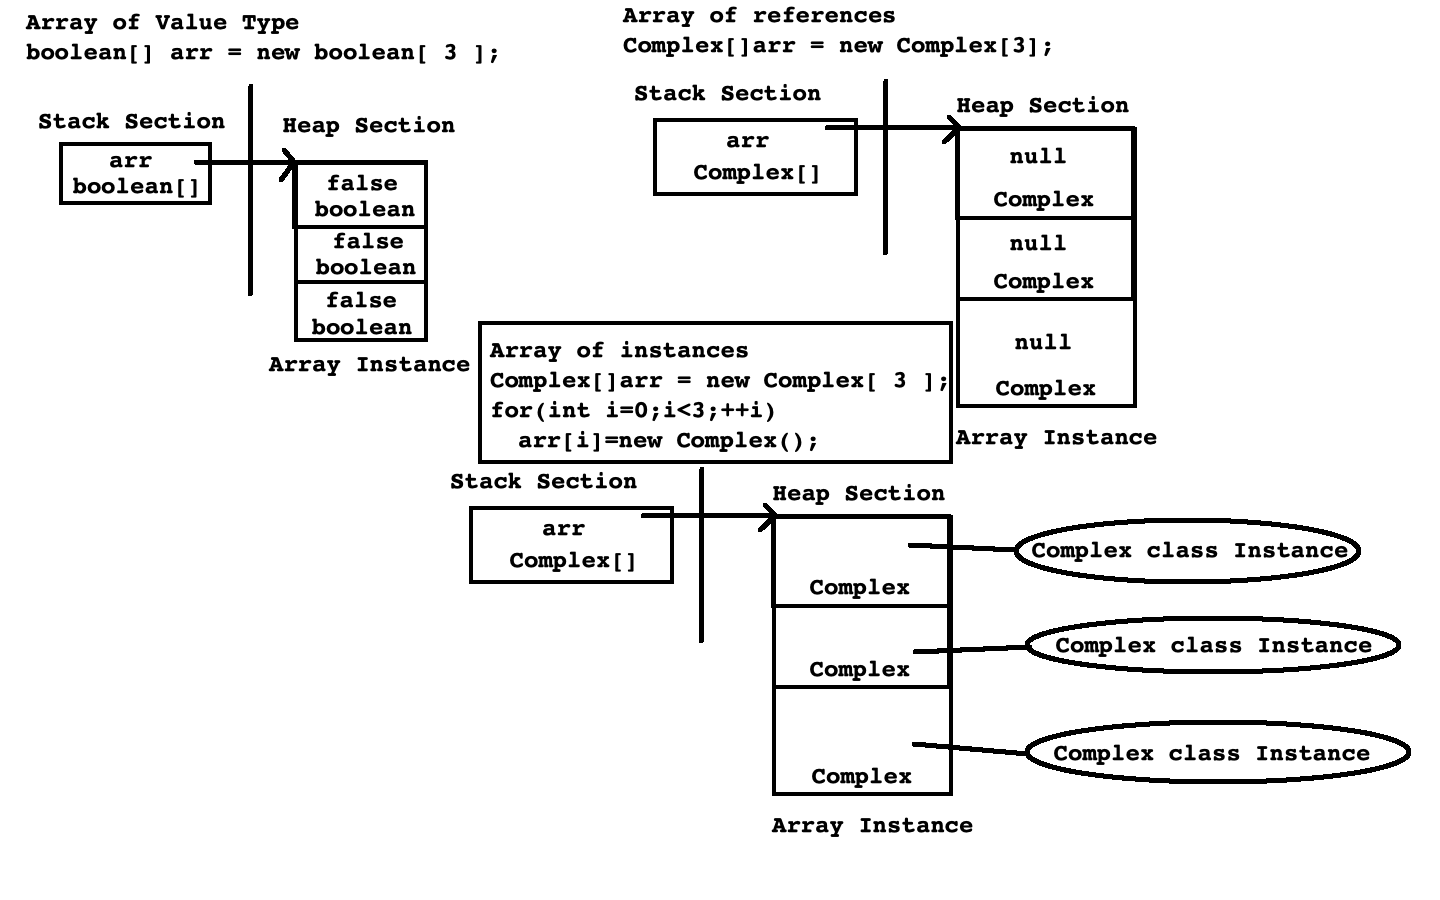 Array of Value Type
boolean[] arr = new boolean[ 3 ];
Stack Section
Heap Section
arr
boolean[]
false
boolean
false
boolean
false
boolean
Array Instance
Array of references
Complex[]arr = new Complex[3];
Stack Section
Heap Section
arr
Complex[]
null
Complex
null
Complex
null
Complex
Array Instance
Array of instances
Complex[]arr = new Complex[ 3 ];
for(int i=0;i<3;++i)
arr[i]=new Complex();
Stack Section
Heap Section
arr
Complex[]
Complex
Complex class Instance
Complex
Complex class Instance
Complex
Complex class Instance
Array Instance